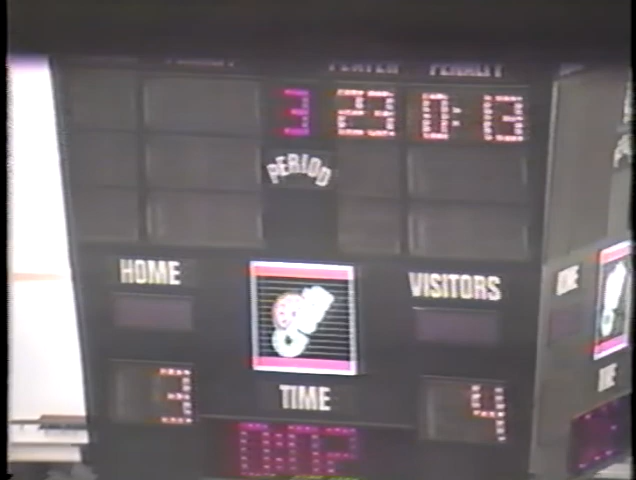 PLAYER PENALTY
3 23 0:13
PERIOD
HOME VISITORS
TIME
3 4